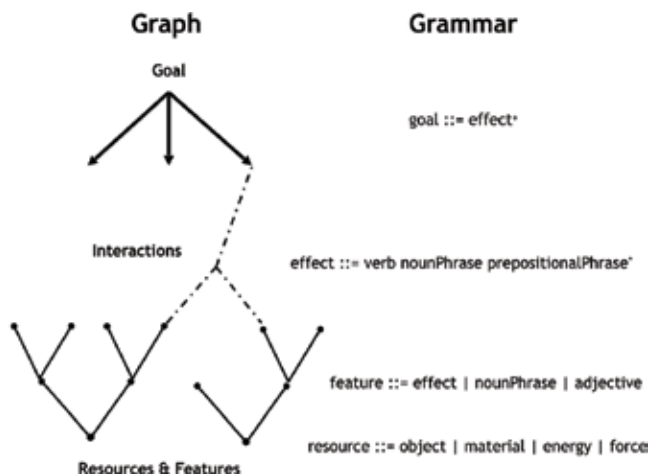 Graph
Grammar
Goal
goal ::= effect*
Interactions
effect ::= verb nounPhrase prepositionalPhrase*
feature ::= effect | nounPhrase | adjective
resource ::= object | material | energy | forces
Resources & Features